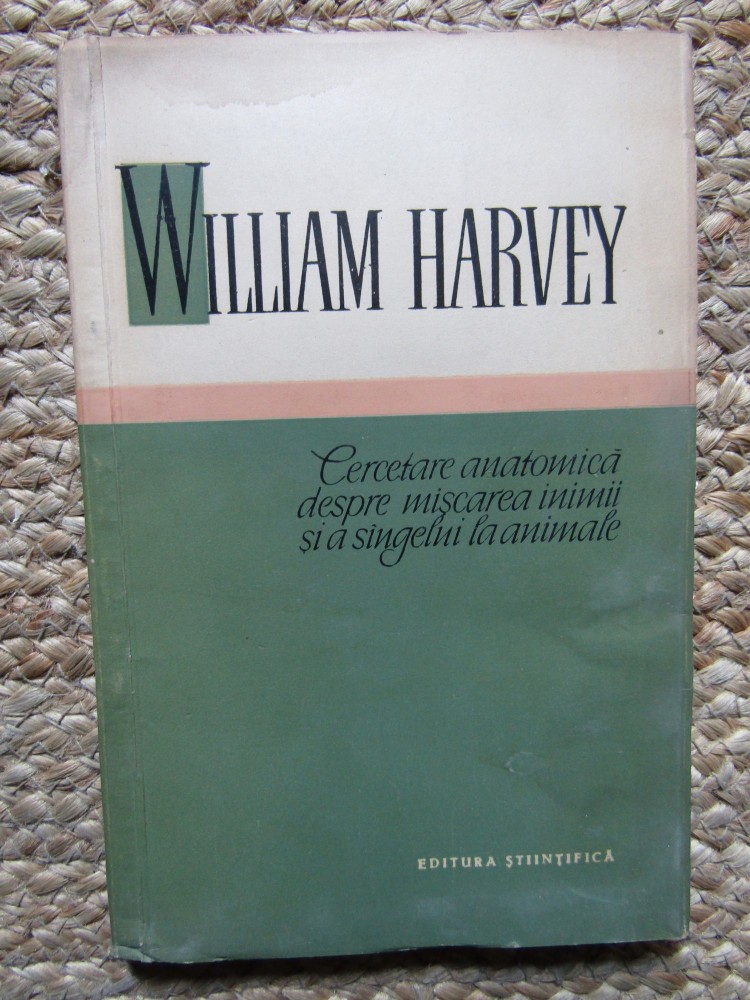 WILLIAM HARVEY
Cercetare anatomică
despre mișcarea inimii
și a sîngelui la animale
EDITURA ȘTIINȚIFICĂ